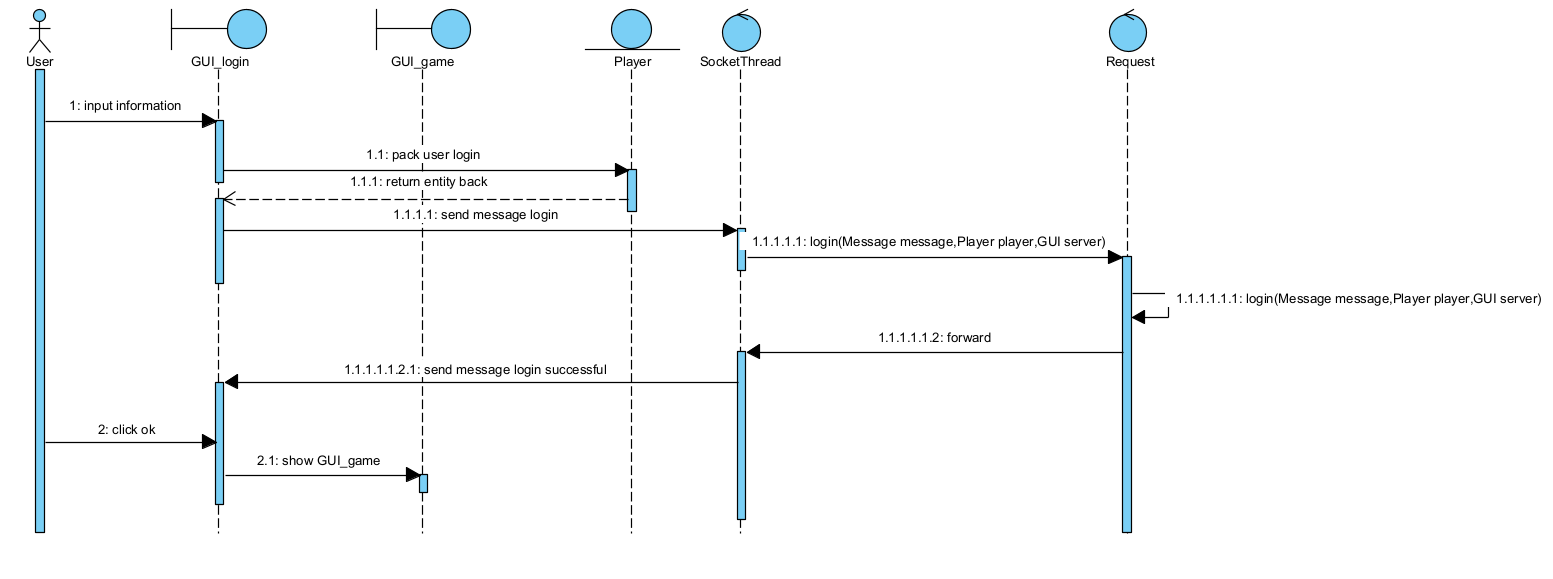 User
GUI_login
GUI_game
Player
SocketThread
Request
1: input information
1.1: pack user login
1.1.1: return entity back
1.1.1.1: send message login
1.1.1.1.1: login(Message message,Player player,GUI server)
1.1.1.1.1.1: login(Message message,Player player,GUI server)
1.1.1.1.1.2: forward
1.1.1.1.1.2.1: send message login successful
2: click ok
2.1: show GUI_game